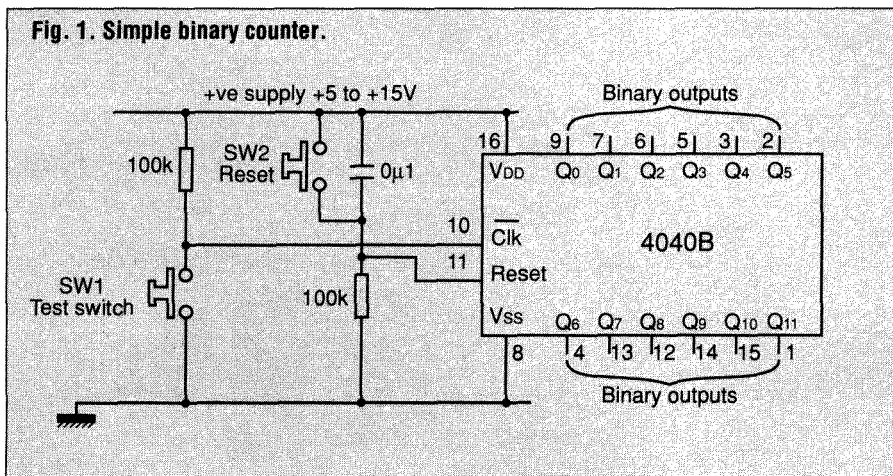 Fig. 1. Simple binary counter.
+ve supply +5 to +15V
Binary outputs
16 9 7 6 5 3 2
100k
SW2
Reset
0µ1
VDD Q0 Q1 Q2 Q3 Q4 Q5
10
Clk
4040B
11
Reset
SW1
Test switch
100k
VSS Q6 Q7 Q8 Q9 Q10 Q11
8 4 13 12 14 15 1
Binary outputs